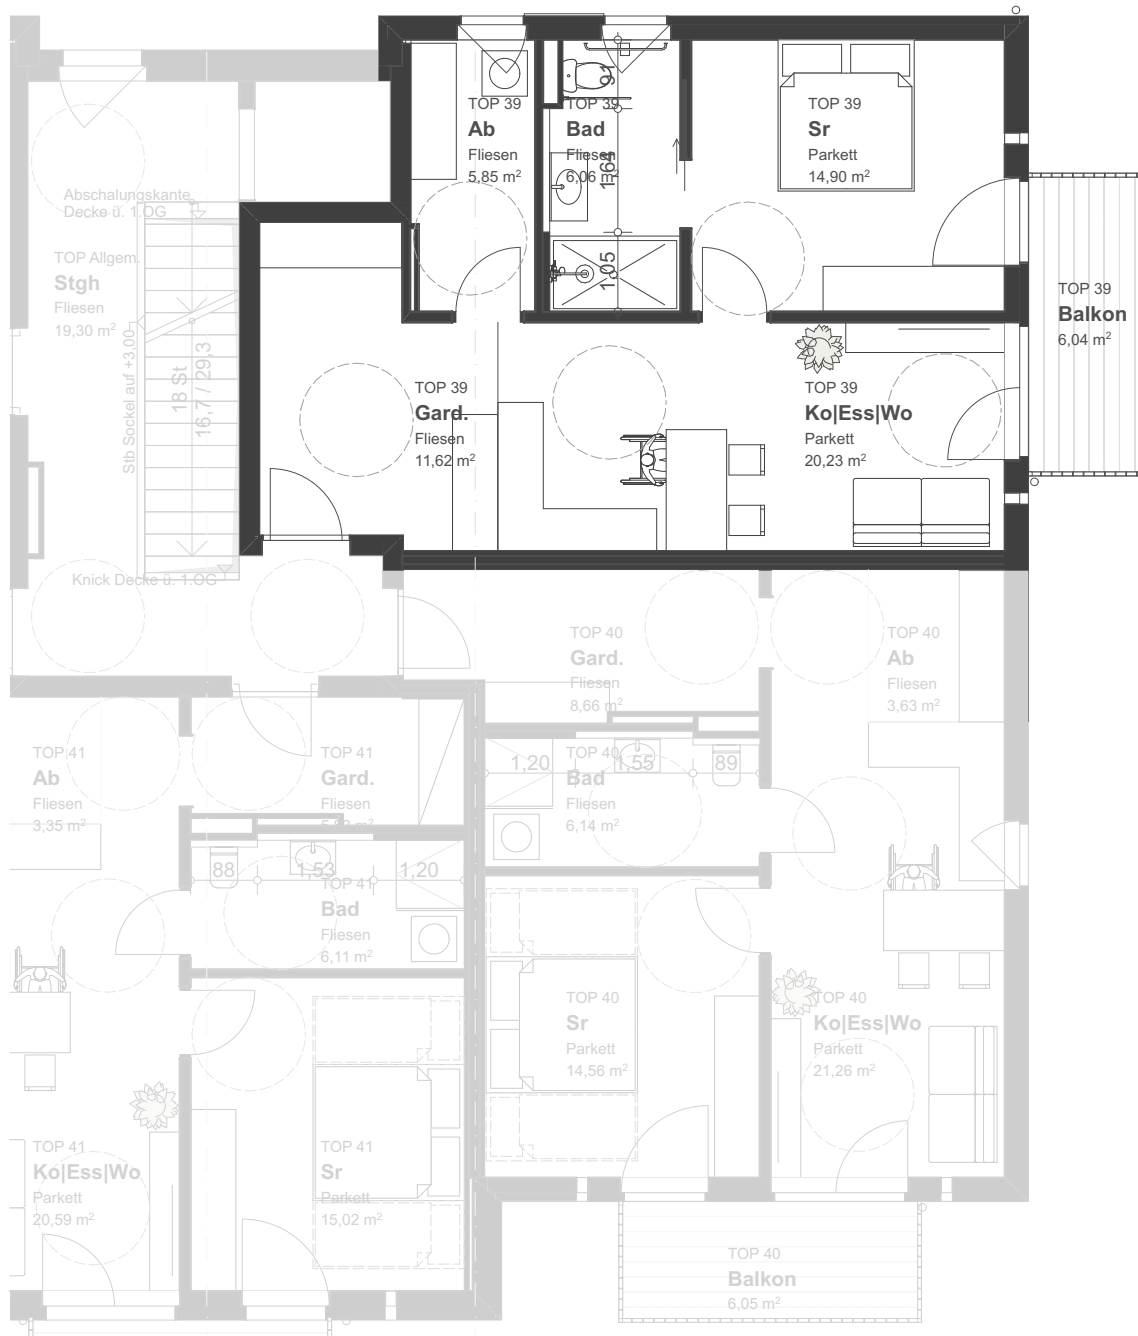 TOP 39
Ab
Fliesen
5,85 m²
TOP 39
Bad
Fliesen
6,06 m²
91
1,64
1,05
TOP 39
Sr
Parkett
14,90 m²
Abschalungskante
Decke ü. 1.OG
TOP Allgem.
Stgh
Fliesen
19,30 m²
Stb Sockel auf +3,00
18 St
16,7 / 29,3
Knick Decke ü. 1.OG
TOP 39
Balkon
6,04 m²
TOP 39
Gard.
Fliesen
11,62 m²
TOP 39
Ko|Ess|Wo
Parkett
20,23 m²
TOP 40
Gard.
Fliesen
8,66 m²
TOP 40
Ab
Fliesen
3,63 m²
TOP 41
Ab
Fliesen
3,35 m²
TOP 41
Gard.
Fliesen
TOP 40
Bad
Fliesen
6,14 m²
1,20
1,55
89
88
1,53
1,20
TOP 41
Bad
Fliesen
6,11 m²
TOP 40
Sr
Parkett
14,56 m²
TOP 40
Ko|Ess|Wo
Parkett
21,26 m²
TOP 41
Ko|Ess|Wo
Parkett
20,59 m²
TOP 41
Sr
Parkett
15,02 m²
TOP 40
Balkon
6,05 m²